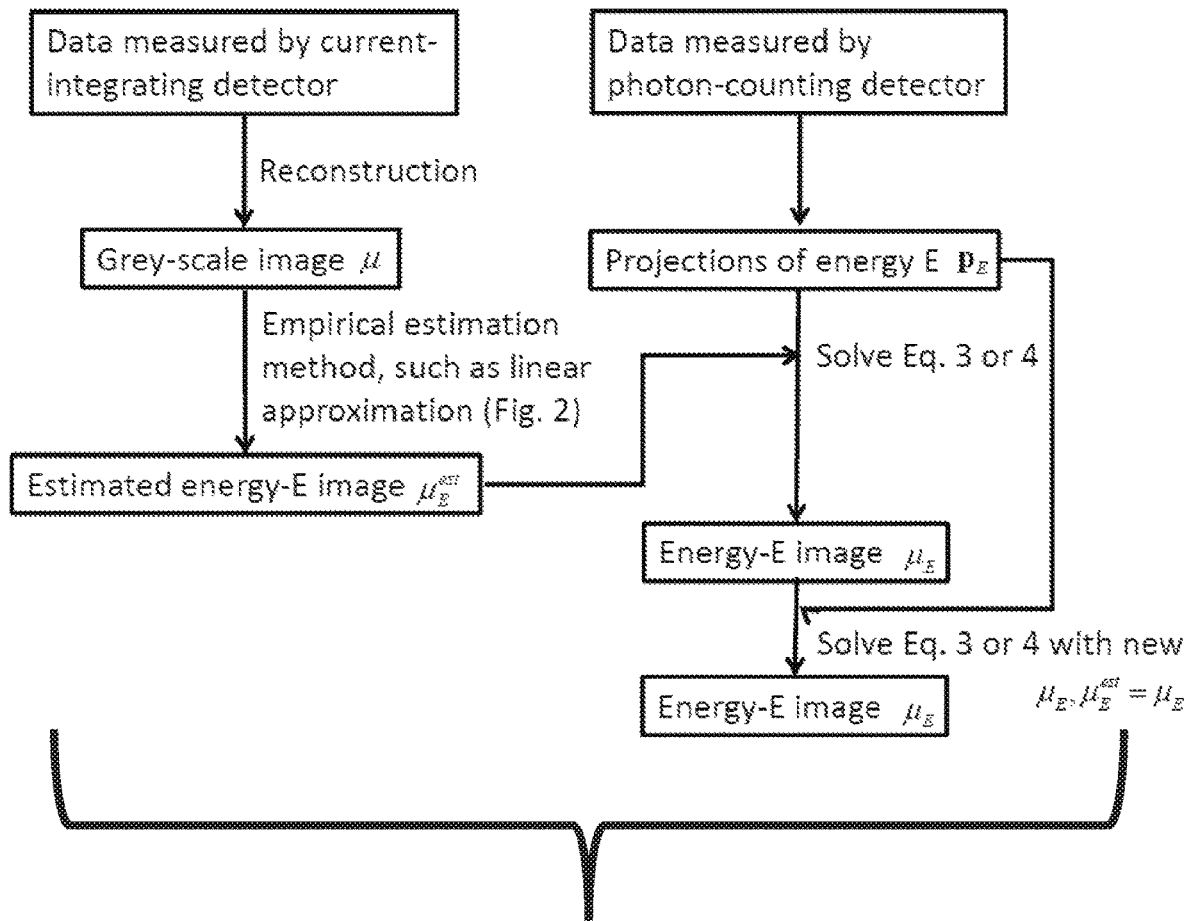 Data measured by current-
integrating detector
Reconstruction
Grey-scale image μ
Empirical estimation
method, such as linear
approximation (Fig. 2)
Estimated energy-E image μ_E^est
Data measured by
photon-counting detector
Projections of energy E p_E
Solve Eq. 3 or 4
Energy-E image μ_E
Solve Eq. 3 or 4 with new
μ_E, μ_E^est = μ_E
Energy-E image μ_E